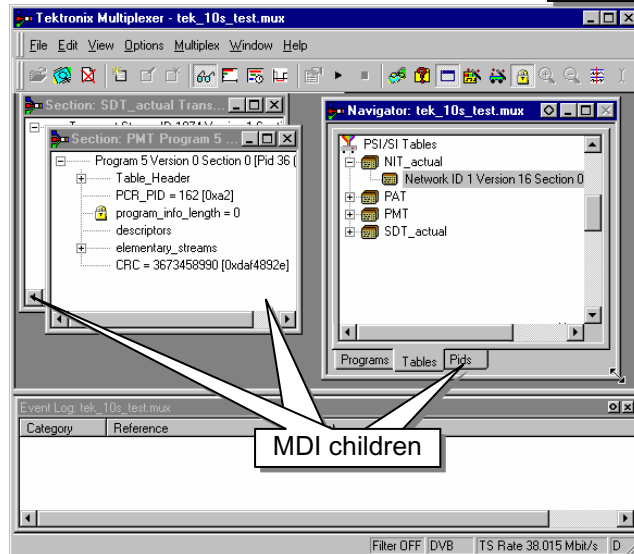 Tektronix Multiplexer - tek_10s_test.mux
File Edit View Options Multiplex Window Help
Section: SDT_actual Trans...
Section: PMT Program 5 ...
Program 5 Version 0 Section 0 [Pid 36 (
Table_Header
PCR_PID = 162 [0xa2]
program_info_length = 0
descriptors
elementary_streams
CRC = 3673458990 [0xdaf4892e]
Navigator: tek_10s_test.mux
PSI/SI Tables
NIT_actual
Network ID 1 Version 16 Section 0
PAT
PMT
SDT_actual
Programs Tables Pids
Event Log: tek_10s_test.mux
Category Reference
MDI children
Filter OFF DVB TS Rate 38.015 Mbit/s D